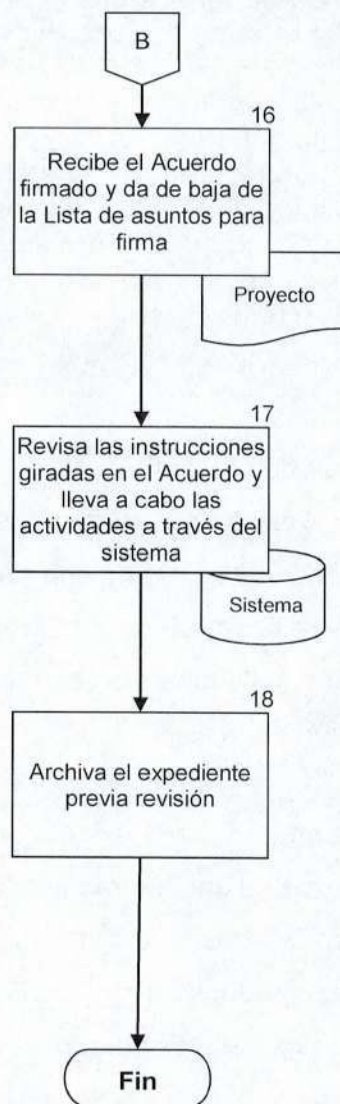 B
16
Recibe el Acuerdo
firmado y da de baja de
la Lista de asuntos para
firma
Proyecto
17
Revisa las instrucciones
giradas en el Acuerdo y
lleva a cabo las
actividades a través del
sistema
Sistema
18
Archiva el expediente
previa revisión
Fin